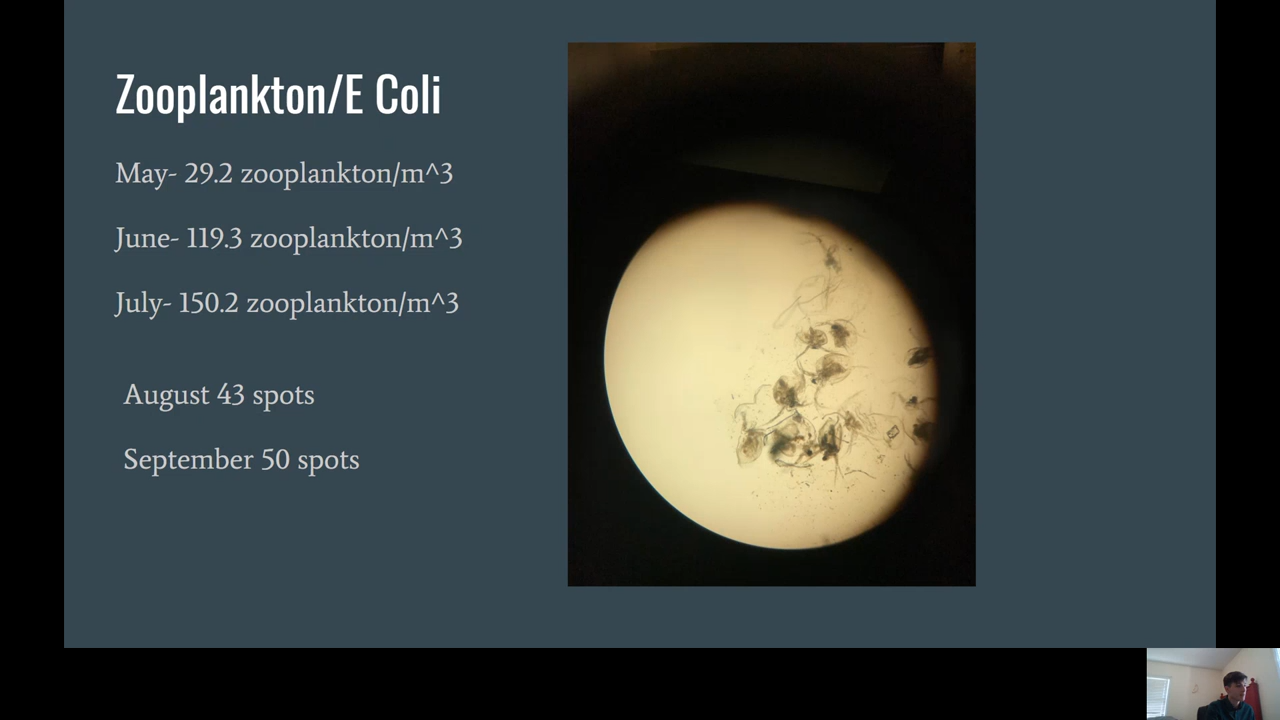 Zooplankton/E Coli
May- 29.2 zooplankton/m^3
June- 119.3 zooplankton/m^3
July- 150.2 zooplankton/m^3
August 43 spots
September 50 spots